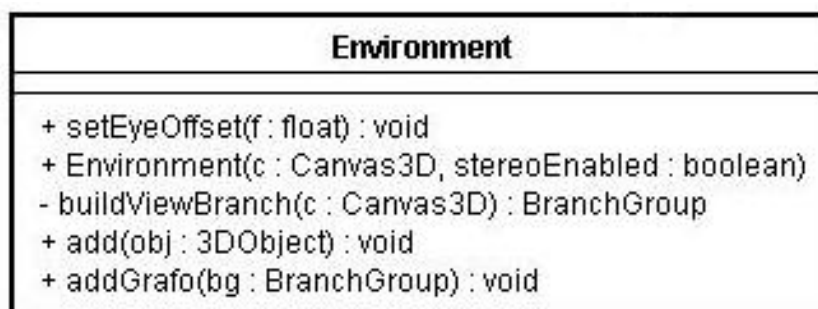 Environment
+ setEyeOffset(f : float) : void
+ Environment(c : Canvas3D, stereoEnabled : boolean)
- buildViewBranch(c : Canvas3D) : BranchGroup
+ add(obj : 3DObject) : void
+ addGrafo(bg : BranchGroup) : void